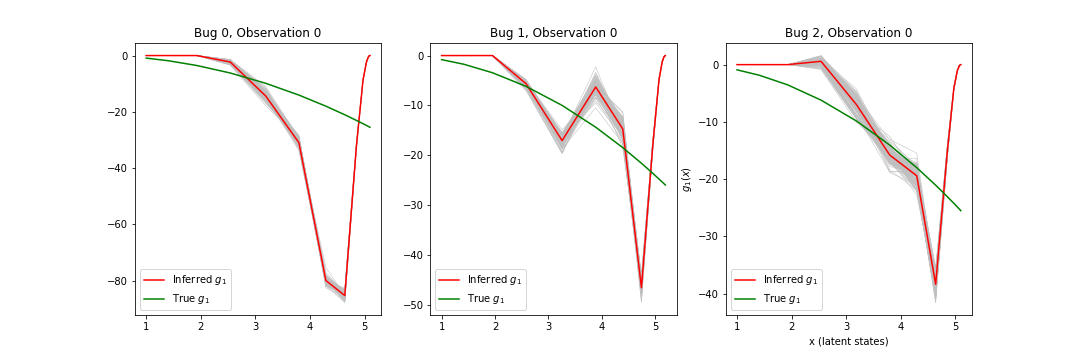 Bug 0, Observation 0
0
−20
−40
−60
−80
Inferred g₁
True g₁
1 2 3 4 5
Bug 1, Observation 0
0
−10
−20
−30
−40
−50
Inferred g₁
True g₁
1 2 3 4 5
Bug 2, Observation 0
g₁(x)
0
−10
−20
−30
−40
Inferred g₁
True g₁
1 2 3 4 5
x (latent states)